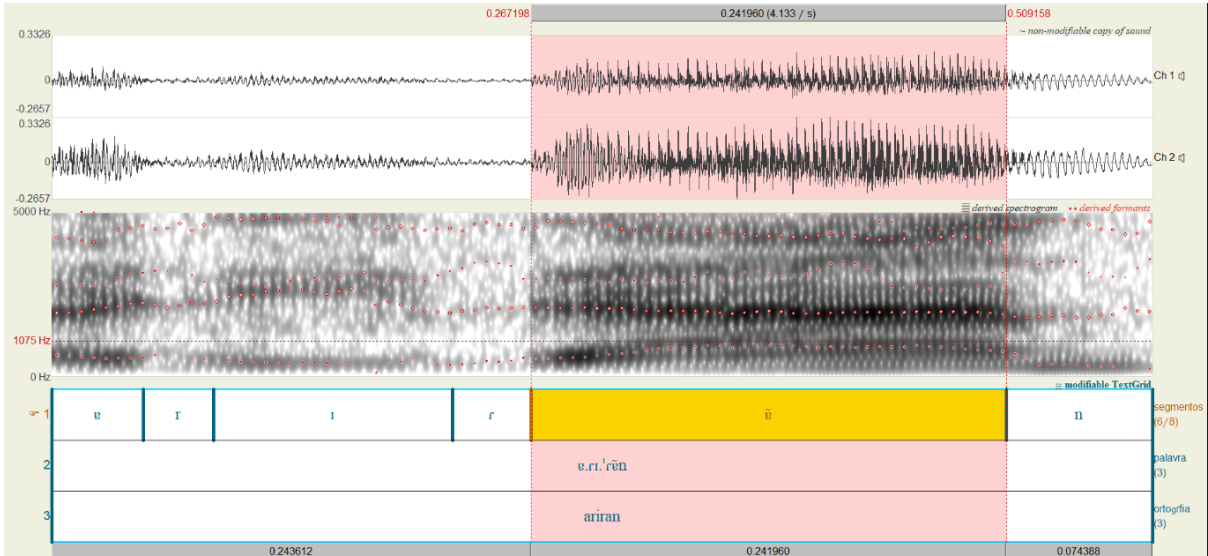 0.267198 0.241960 (4.133 / s) 0.509158
0.3326 ~ non-modifiable copy of sound
0 Ch 1
-0.2657
0.3326
0 Ch 2
-0.2657
5000 Hz derived spectrogram •• derived formants
1075 Hz
0 Hz
modifiable TextGrid
1 ɐ r ɪ ɾ ɐ̃ n segmentos (6/8)
2 ɐ.ɾɪ.ˈɾɐ̃n palavra (3)
3 ariran ortografia (3)
0.243612 0.241960 0.074388